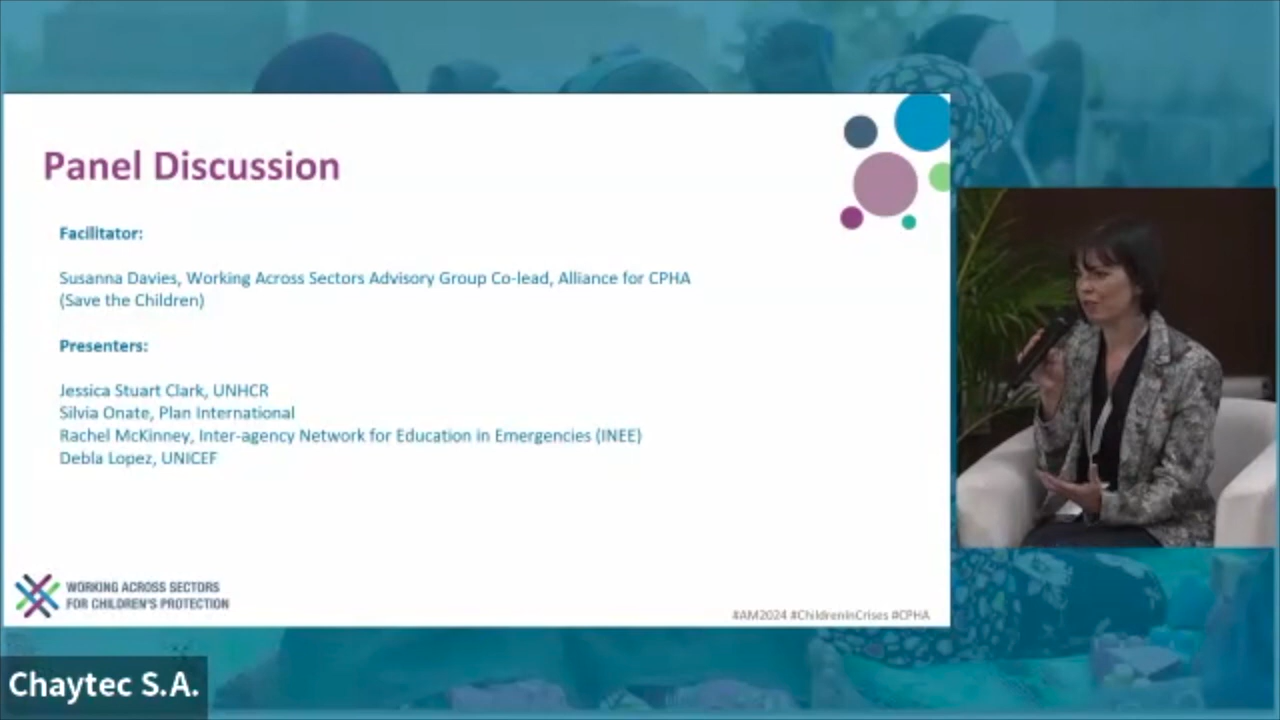 Panel Discussion
Facilitator:
Susanna Davies, Working Across Sectors Advisory Group Co-lead, Alliance for CPHA
(Save the Children)
Presenters:
Jessica Stuart Clark, UNHCR
Silvia Onate, Plan International
Rachel McKinney, Inter-agency Network for Education in Emergencies (INEE)
Debla Lopez, UNICEF
WORKING ACROSS SECTORS
FOR CHILDREN'S PROTECTION
#AM2024 #ChildrenInCrises #CPHA
Chaytec S.A.